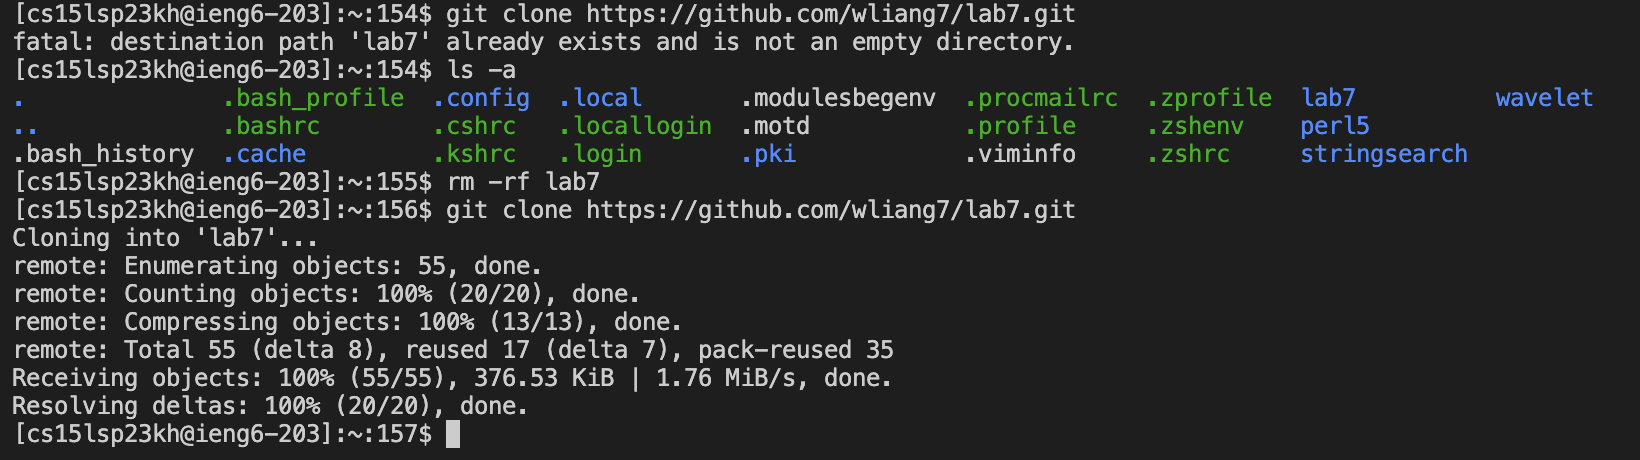 [cs15lsp23kh@ieng6-203]:~:154$ git clone https://github.com/wliang7/lab7.git
fatal: destination path 'lab7' already exists and is not an empty directory.
[cs15lsp23kh@ieng6-203]:~:154$ ls -a
. .bash_profile .config .local .modulesbegenv .procmailrc .zprofile lab7 wavelet
.. .bashrc .cshrc .locallogin .motd .profile .zshenv perl5
.bash_history .cache .kshrc .login .pki .viminfo .zshrc stringsearch
[cs15lsp23kh@ieng6-203]:~:155$ rm -rf lab7
[cs15lsp23kh@ieng6-203]:~:156$ git clone https://github.com/wliang7/lab7.git
Cloning into 'lab7'...
remote: Enumerating objects: 55, done.
remote: Counting objects: 100% (20/20), done.
remote: Compressing objects: 100% (13/13), done.
remote: Total 55 (delta 8), reused 17 (delta 7), pack-reused 35
Receiving objects: 100% (55/55), 376.53 KiB | 1.76 MiB/s, done.
Resolving deltas: 100% (20/20), done.
[cs15lsp23kh@ieng6-203]:~:157$